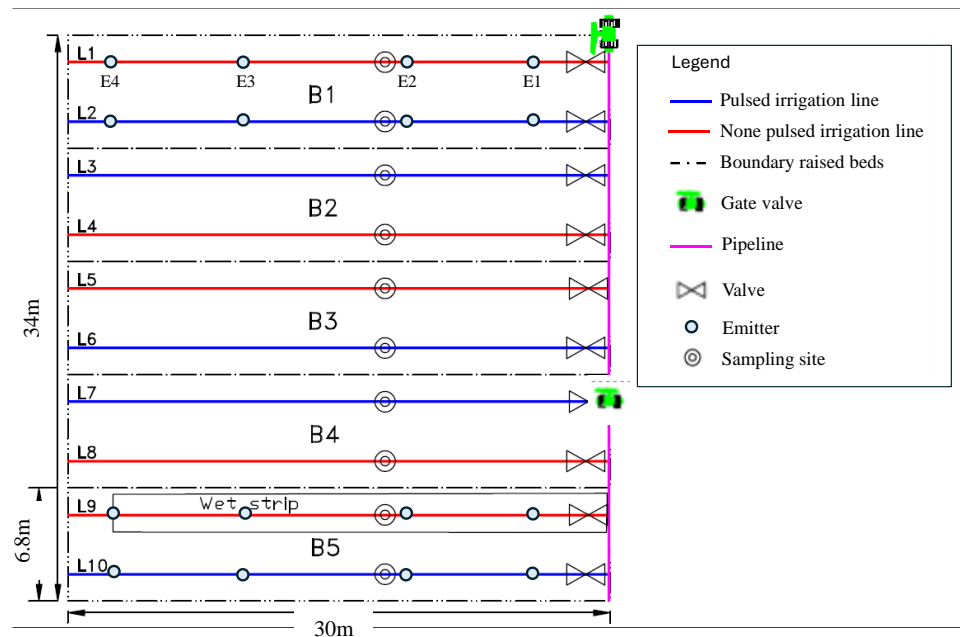 L1
E4
E3
E2
E1
B1
L2
L3
B2
L4
L5
B3
L6
L7
B4
L8
L9
Wet strip
B5
L10
34m
6.8m
30m
Legend
Pulsed irrigation line
None pulsed irrigation line
Boundary raised beds
Gate valve
Pipeline
Valve
Emitter
Sampling site